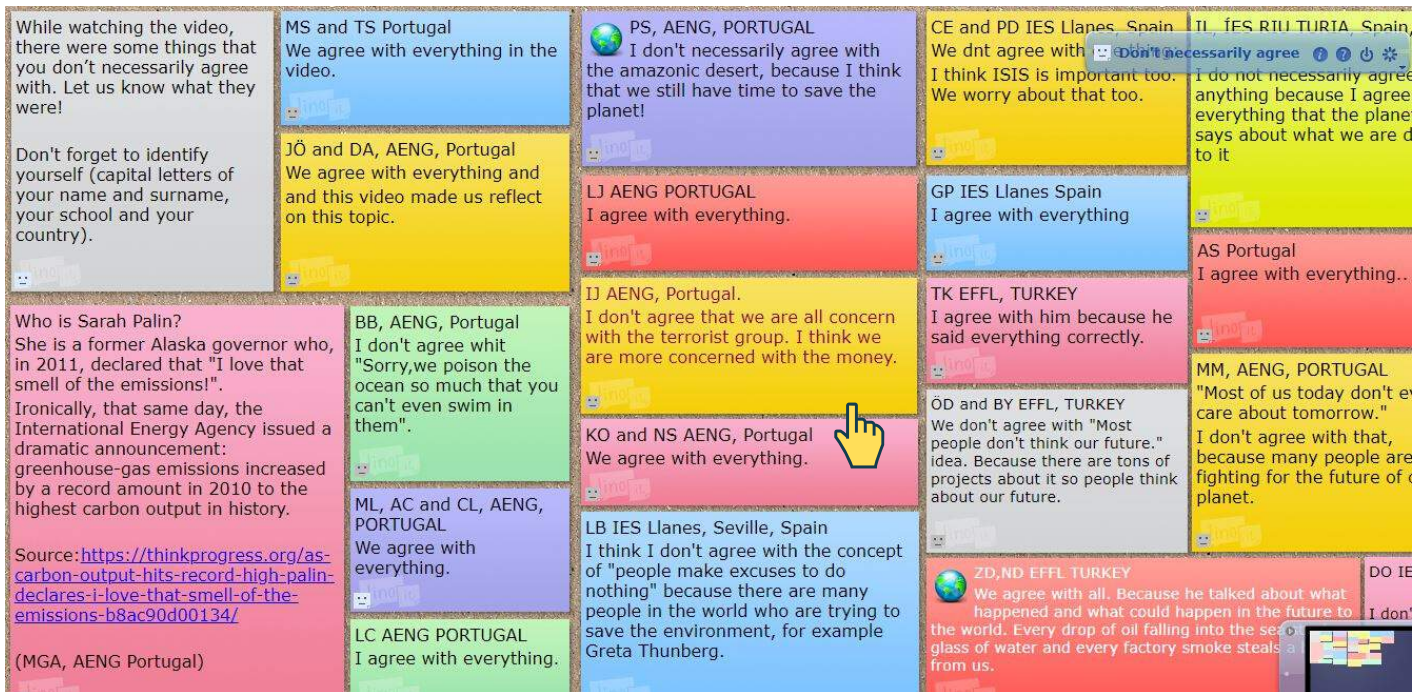 While watching the video,
there were some things that
you don't necessarily agree
with. Let us know what they
were!
Don't forget to identify
yourself (capital letters of
your name and surname,
your school and your
country).
MS and TS Portugal
We agree with everything in the
video.
JÖ and DA, AENG, Portugal
We agree with everything and
and this video made us reflect
on this topic.
PS, AENG, PORTUGAL
I don't necessarily agree with
the amazonic desert, because I think
that we still have time to save the
planet!
LJ AENG PORTUGAL
I agree with everything.
CE and PD IES Llanes, Spain
We dnt agree with
I think ISIS is important too.
We worry about that too.
Don't necessarily agree
GP IES Llanes Spain
I agree with everything
IL, ÍES RIU TURIA, Spain,
I do not necessarily agree
anything because I agree
everything that the
says about what we are
to it
AS Portugal
I agree with everything..
Who is Sarah Palin?
She is a former Alaska governor who,
in 2011, declared that "I love that
smell of the emissions!".
Ironically, that same day, the
International Energy Agency issued a
dramatic announcement:
greenhouse-gas emissions increased
by a record amount in 2010 to the
highest carbon output in history.
Source:https://thinkprogress.org/as-
carbon-output-hits-record-high-palin-
declares-i-love-that-smell-of-the-
emissions-b8ac90d00134/
(MGA, AENG Portugal)
BB, AENG, Portugal
I don't agree whit
"Sorry,we poison the
ocean so much that you
can't even swim in
them".
ML, AC and CL, AENG,
PORTUGAL
We agree with
everything.
LC AENG PORTUGAL
I agree with everything.
IJ AENG, Portugal.
I don't agree that we are all concern
with the terrorist group. I think we
are more concerned with the money.
KO and NS AENG, Portugal
We agree with everything.
LB IES Llanes, Seville, Spain
I think I don't agree with the concept
of "people make excuses to do
nothing" because there are many
people in the world who are trying to
save the environment, for example
Greta Thunberg.
TK EFFL, TURKEY
I agree with him because he
said everything correctly.
ÖD and BY EFFL, TURKEY
We don't agree with "Most
people don't think our future."
idea. Because there are tons of
projects about it so people think
about our future.
MM, AENG, PORTUGAL
"Most of us today don't
care about tomorrow."
I don't agree with that,
because many people are
fighting for the future of
planet.
ZD,ND EFFL TURKEY
We agree with all. Because he talked about what
happened and what could happen in the future to
the world. Every drop of oil falling into the
glass of water and every factory smoke steals a
from us.
DO
I don'